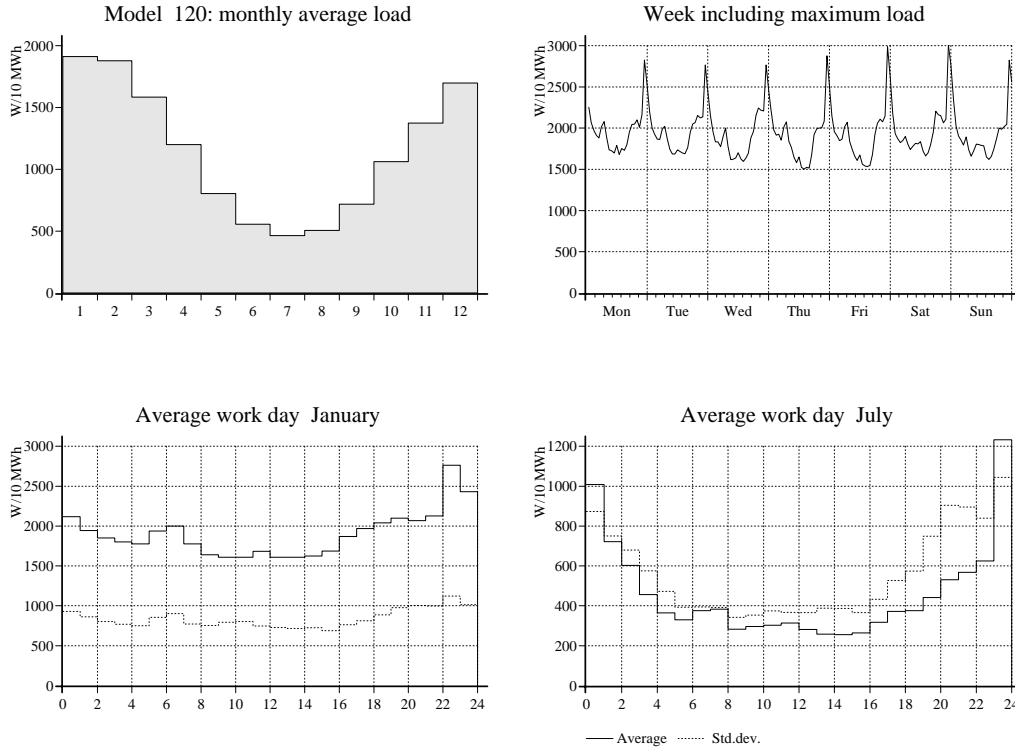 Model 120: monthly average load
W/10 MWh
2000
1500
1000
500
0
1 2 3 4 5 6 7 8 9 10 11 12
Week including maximum load
W/10 MWh
3000
2500
2000
1500
1000
500
0
Mon Tue Wed Thu Fri Sat Sun
Average work day January
W/10 MWh
3000
2500
2000
1500
1000
500
0
0 2 4 6 8 10 12 14 16 18 20 22 24
Average work day July
W/10 MWh
1200
1000
800
600
400
200
0
0 2 4 6 8 10 12 14 16 18 20 22 24
Average Std.dev.